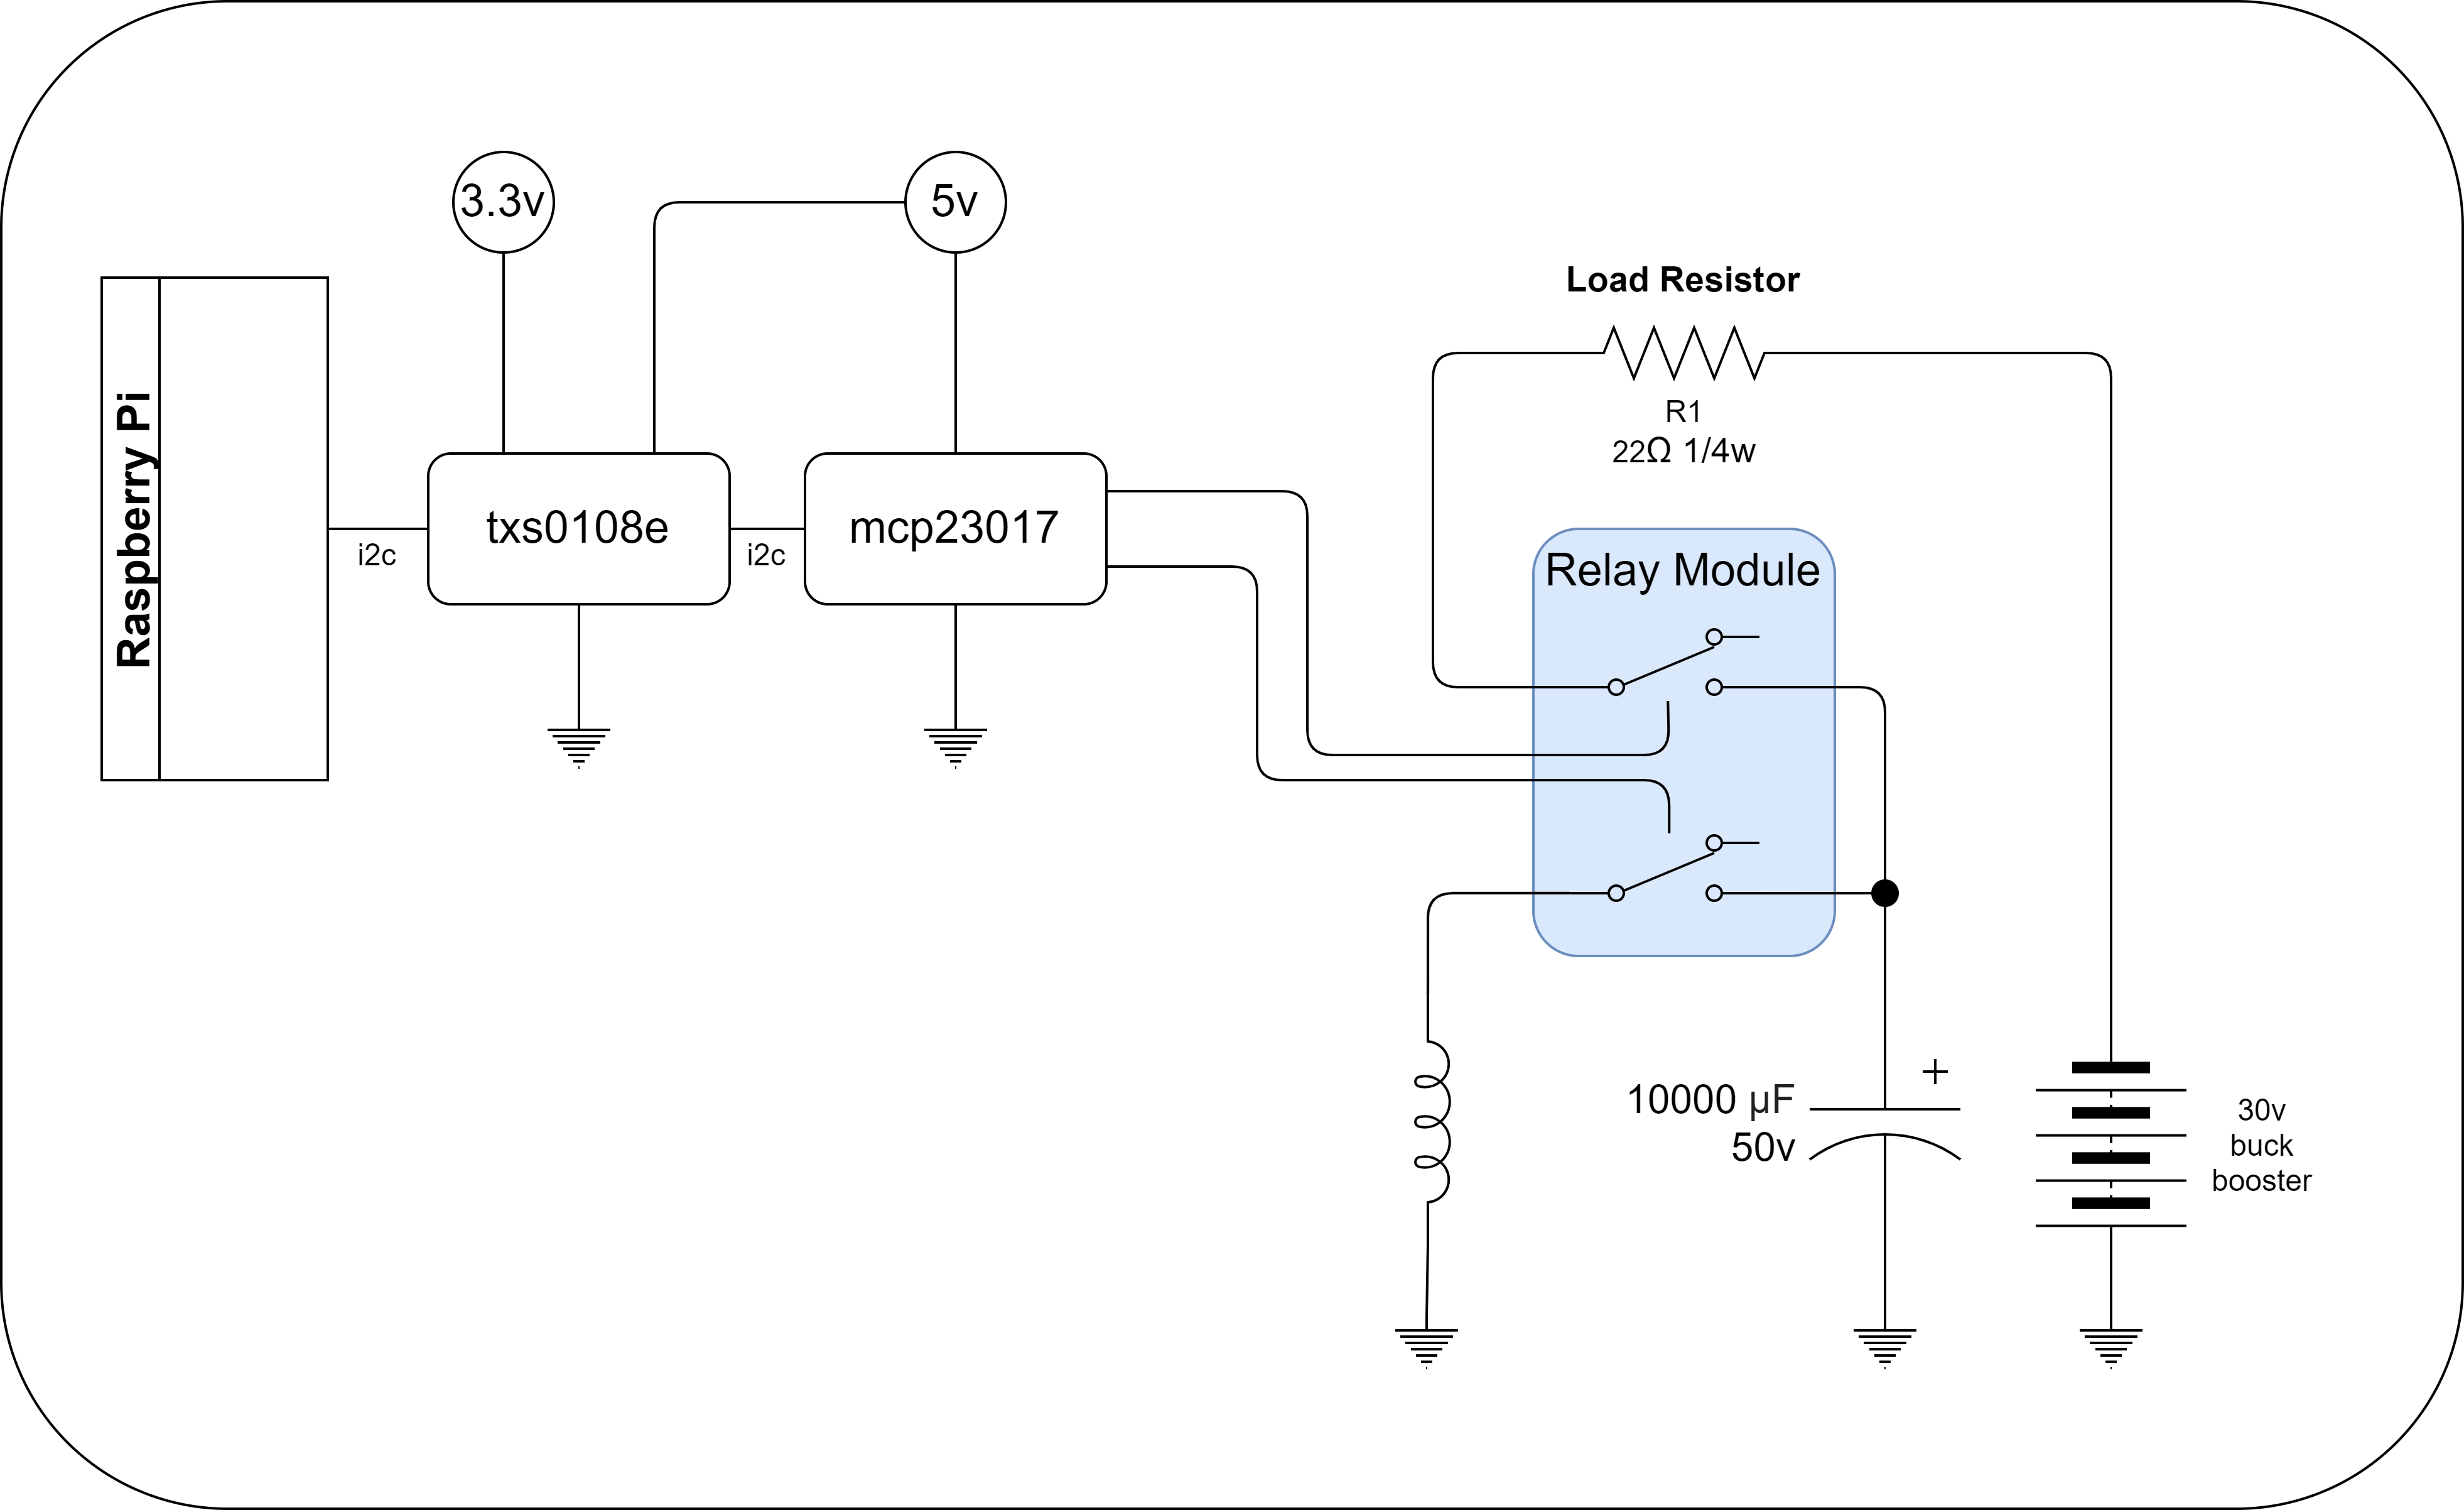 3.3v
5v
Load Resistor
R1
22Ω 1/4w
Raspberry Pi
i2c
txs0108e
i2c
mcp23017
Relay Module
+
10000 µF
50v
30v
buck
booster